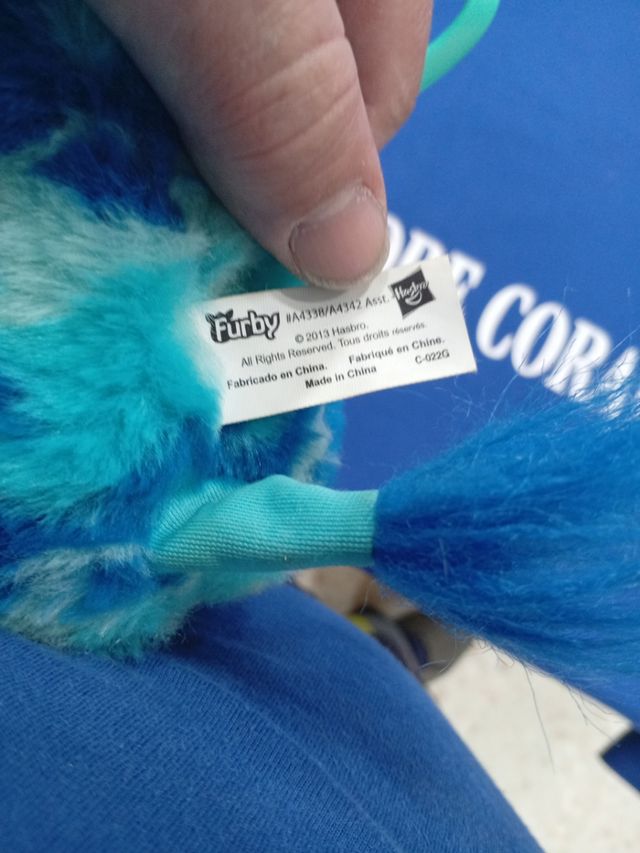 Furby #A4338/A4342 Asst. Hasbro
© 2013 Hasbro.
All Rights Reserved. Tous droits réservés.
Fabricado en China. Fabriqué en Chine.
Made in China C-022G